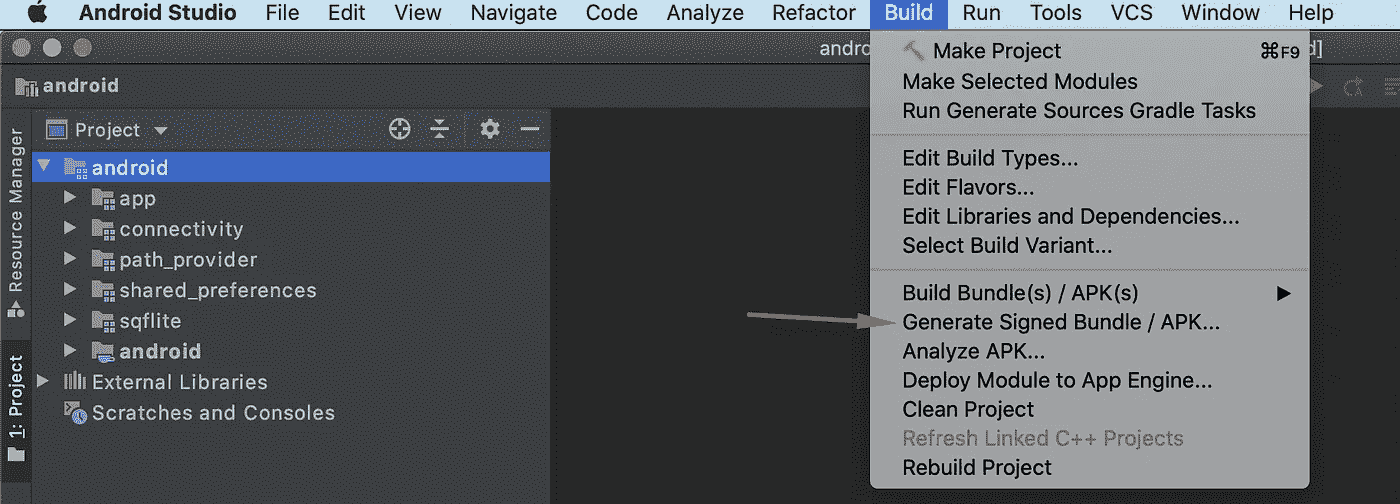 Android Studio File Edit View Navigate Code Analyze Refactor Build Run Tools VCS Window Help
andro d]
android
Resource Manager
1: Project
Project
android
app
connectivity
path_provider
shared_preferences
sqflite
android
External Libraries
Scratches and Consoles
Make Project ⌘F9
Make Selected Modules
Run Generate Sources Gradle Tasks
Edit Build Types...
Edit Flavors...
Edit Libraries and Dependencies...
Select Build Variant...
Build Bundle(s) / APK(s)
Generate Signed Bundle / APK...
Analyze APK...
Deploy Module to App Engine...
Clean Project
Refresh Linked C++ Projects
Rebuild Project